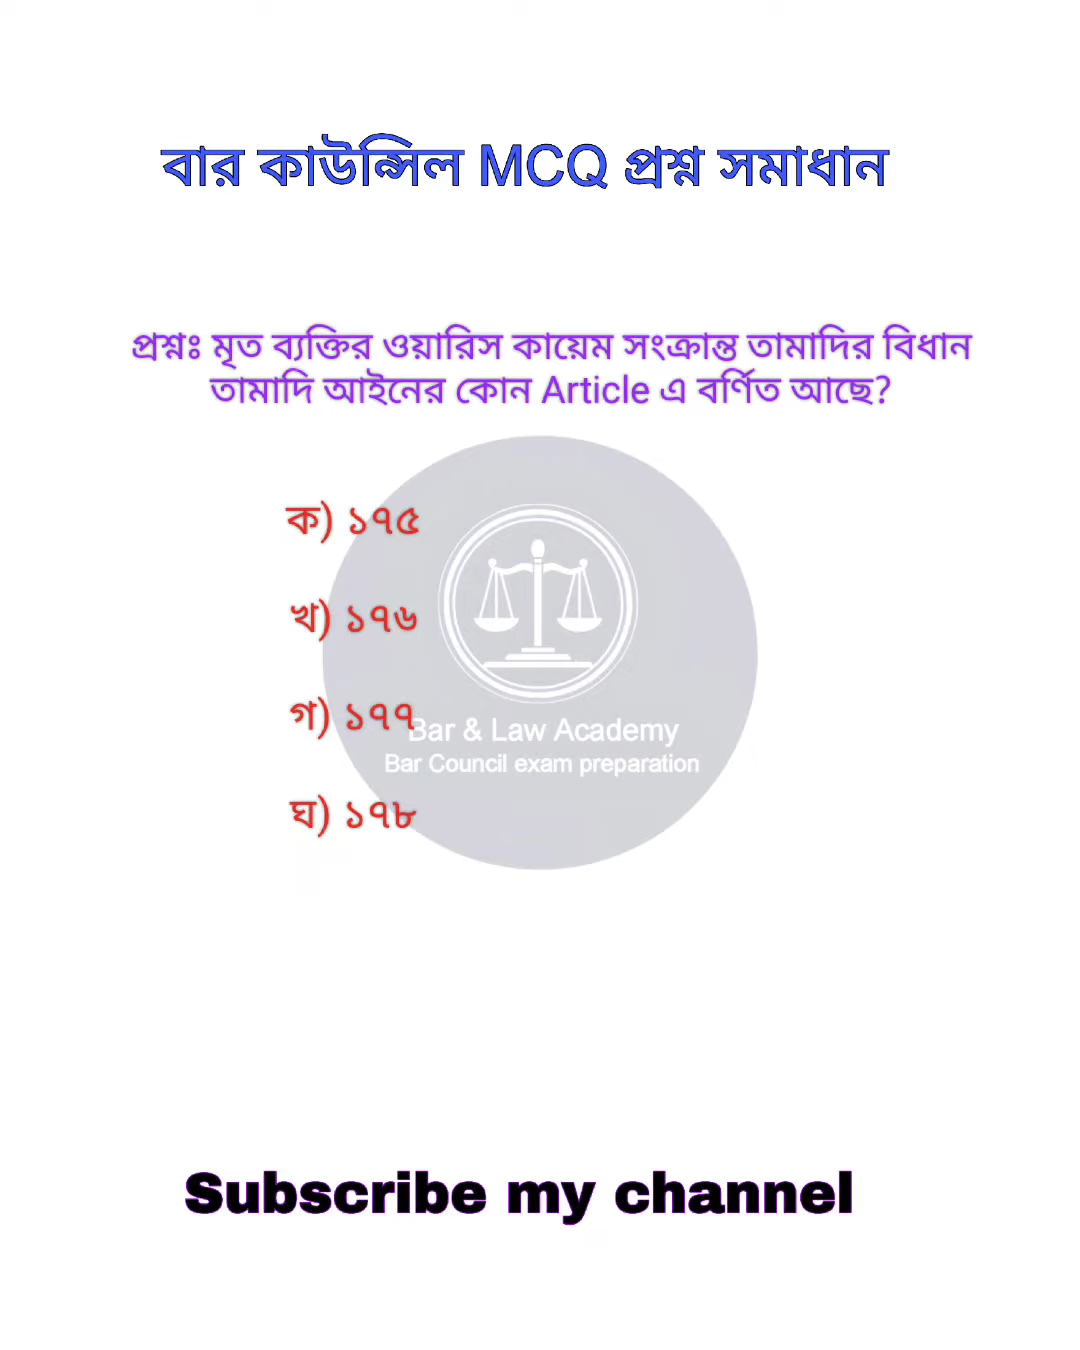 বার কাউন্সিল MCQ প্রশ্ন সমাধান
প্রশ্নঃ মৃত ব্যক্তির ওয়ারিস কায়েম সংক্রান্ত তামাদির বিধান
তামাদি আইনের কোন Article এ বর্ণিত আছে?
ক) ১৭৫
খ) ১৭৬
গ) ১৭৭
Bar & Law Academy
Bar Council exam preparation
ঘ) ১৭৮
Subscribe my channel